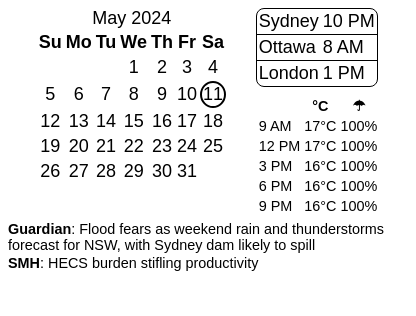 May 2024
Su Mo Tu We Th Fr Sa
1 2 3 4
5 6 7 8 9 10 11
12 13 14 15 16 17 18
19 20 21 22 23 24 25
26 27 28 29 30 31
Sydney 10 PM
Ottawa 8 AM
London 1 PM
°C ☂
9 AM 17°C 100%
12 PM 17°C 100%
3 PM 16°C 100%
6 PM 16°C 100%
9 PM 16°C 100%
Guardian: Flood fears as weekend rain and thunderstorms
forecast for NSW, with Sydney dam likely to spill
SMH: HECS burden stifling productivity